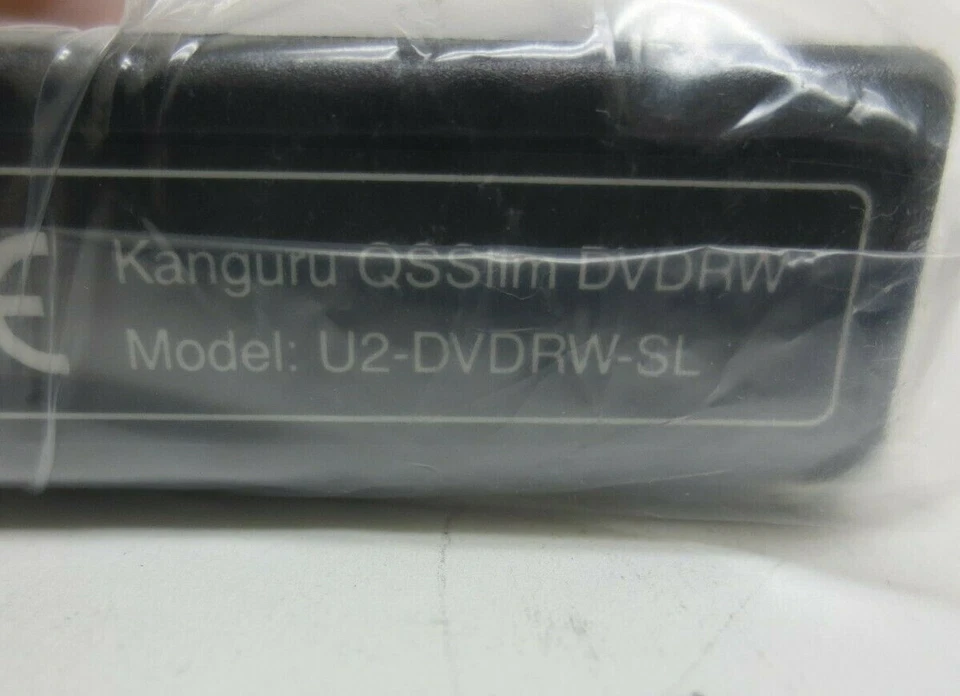 Kanguru QSSlim DVDRW
Model: U2-DVDRW-SL